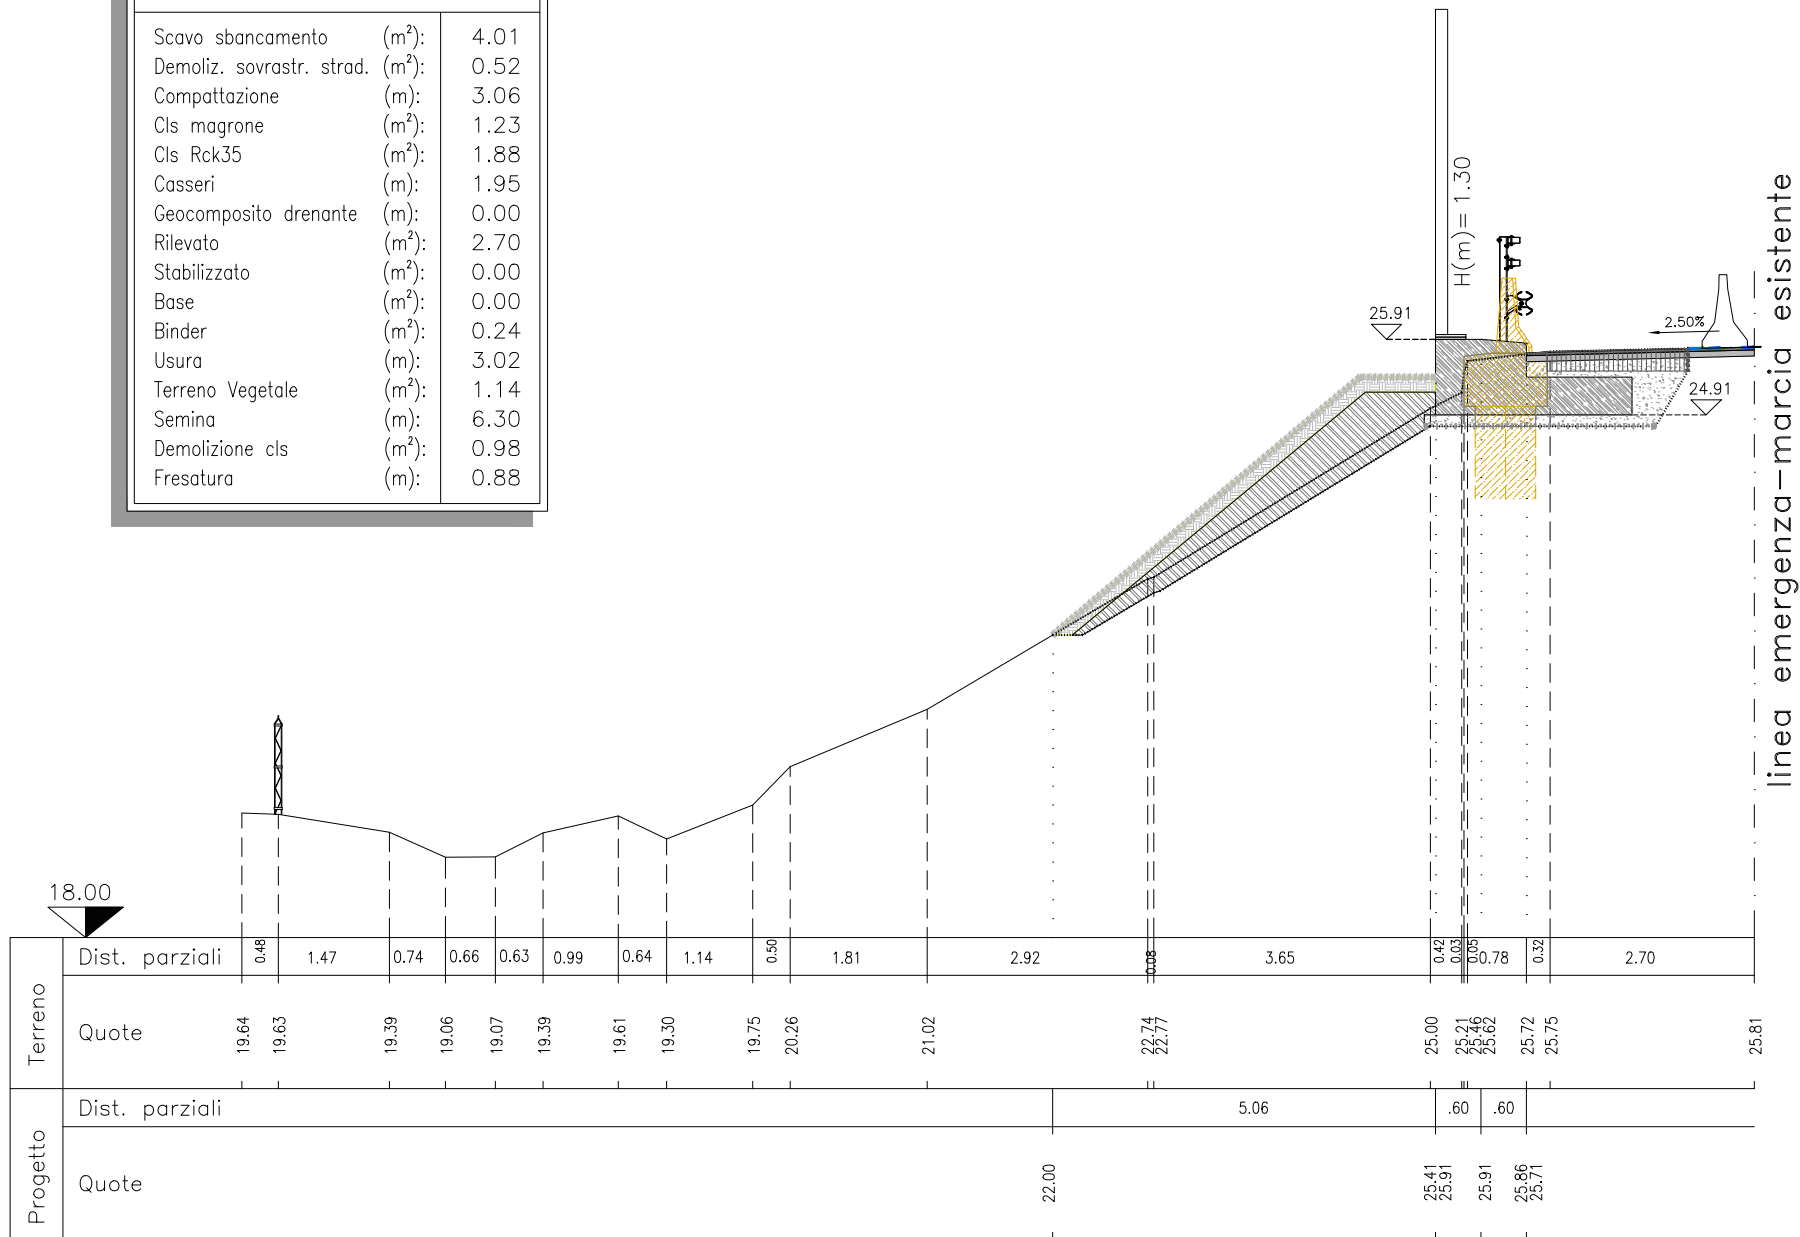 Scavo sbancamento (m²): 4.01
Demoliz. sovrastr. strad. (m²): 0.52
Compattazione (m): 3.06
Cls magrone (m²): 1.23
Cls Rck35 (m²): 1.88
Casseri (m): 1.95
Geocomposito drenante (m): 0.00
Rilevato (m²): 2.70
Stabilizzato (m²): 0.00
Base (m²): 0.00
Binder (m²): 0.24
Usura (m): 3.02
Terreno Vegetale (m²): 1.14
Semina (m): 6.30
Demolizione cls (m²): 0.98
Fresatura (m): 0.88
H(m)= 1.30
25.91
2.50%
24.91
linea emergenza-marcia esistente
18.00
Terreno
Dist. parziali 0.48 1.47 0.74 0.66 0.63 0.99 0.64 1.14 0.50 1.81 2.92 0.08 3.65 0.42 0.03 0.05 0.78 0.32 2.70
Quote 19.64 19.63 19.39 19.06 19.07 19.39 19.61 19.30 19.75 20.26 21.02 22.74 22.77 25.00 25.21 25.46 25.62 25.72 25.75 25.81
Progetto
Dist. parziali 5.06 .60 .60
Quote 22.00 25.41 25.91 25.91 25.86 25.71